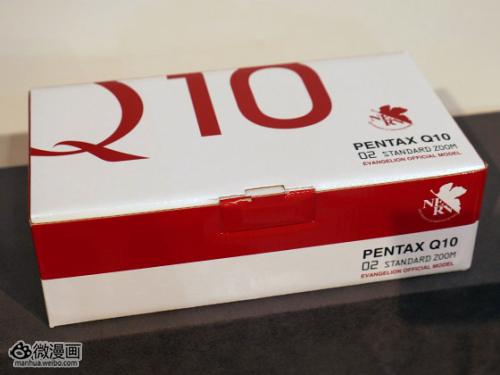 Q10
NERV
PENTAX Q10
02 STANDARD ZOOM
EVANGELION OFFICIAL MODEL
NERV
PENTAX Q10
02 STANDARD ZOOM
EVANGELION OFFICIAL MODEL
微漫画
manhua.weibo.com